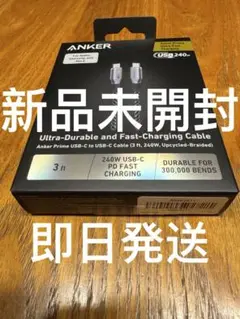 ANKER
USB 240W
新品未開封
Ultra-Durable and Fast-Charging Cable
Anker Prime USB-C to USB-C Cable (3 ft, 240W, Upcycled-Braided)
3 ft
240W USB-C
PD FAST
CHARGING
DURABLE FOR
300,000 BENDS
即日発送